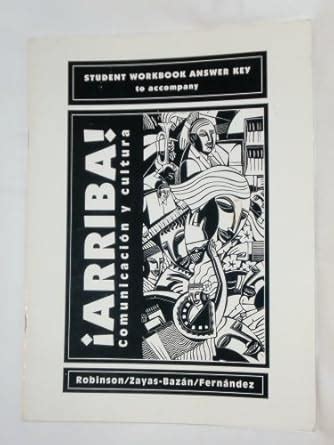 STUDENT WORKBOOK ANSWER KEY
to accompany
¡ARRIBA!
comunicación y cultura
Robinson/Zayas-Bazán/Fernández